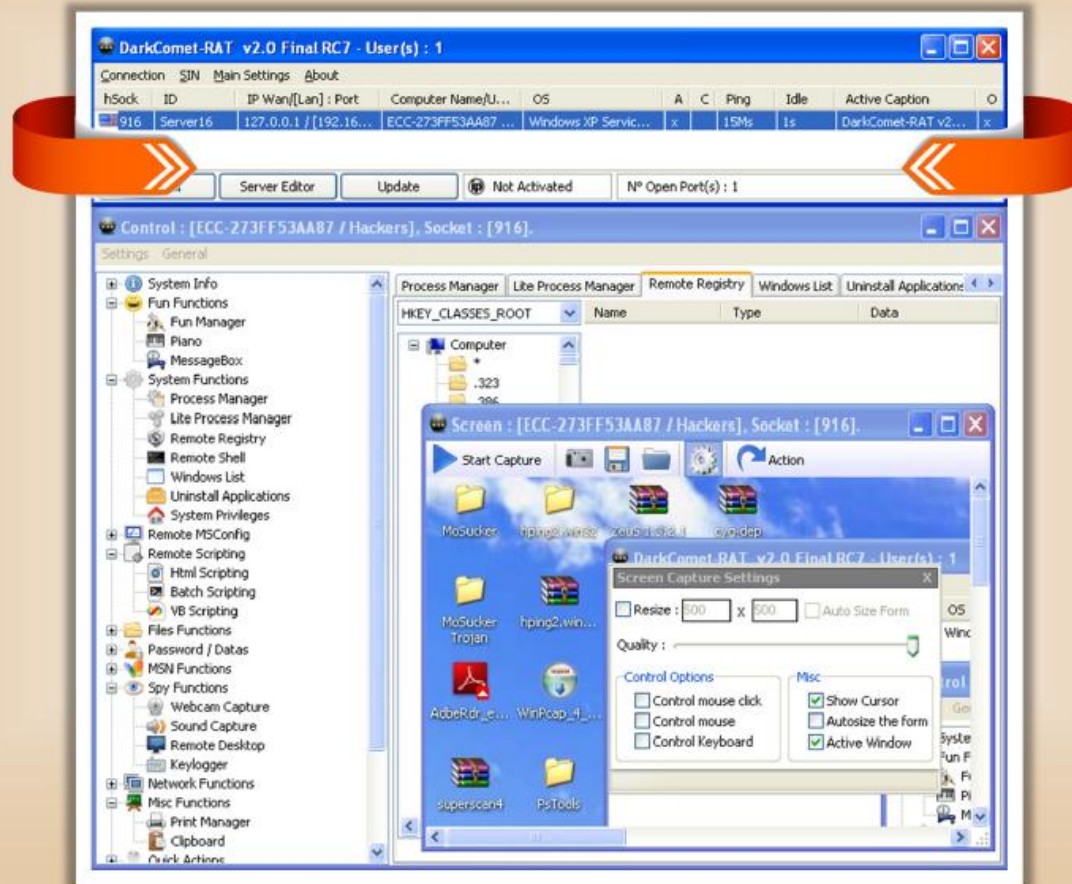 DarkComet-RAT v2.0 Final RC7 - User(s) : 1
Connection SIN Main Settings About
hSock ID IP Wan/[Lan] : Port Computer Name/U... OS A C Ping Idle Active Caption O
916 Server16 127.0.0.1 / [192.16... ECC-273FF53AA87 ... Windows XP Servic... x 15Ms 1s DarkComet-RAT v2... x
Server Editor Update Not Activated N° Open Port(s) : 1
Control : [ECC-273FF53AA87 / Hackers], Socket : [916].
Settings General
System Info
Fun Functions
Fun Manager
Piano
MessageBox
System Functions
Process Manager
Lite Process Manager
Remote Registry
Remote Shell
Windows List
Uninstall Applications
System Privileges
Remote MSConfig
Remote Scripting
Html Scripting
Batch Scripting
VB Scripting
Files Functions
Password / Datas
MSN Functions
Spy Functions
Webcam Capture
Sound Capture
Remote Desktop
Keylogger
Network Functions
Misc Functions
Print Manager
Clipboard
Quick Actions
Process Manager Lite Process Manager Remote Registry Windows List Uninstall Applications
HKEY_CLASSES_ROOT Name Type Data
Computer
*
.323
.386
Screen : [ECC-273FF53AA87 / Hackers], Socket : [916].
Start Capture Action
MoSucker
MoSucker Trojan
hping2.win...
AdbeRdr_e...
WinPcap_4_...
superscan4
PsTools
DarkComet-RAT v2.0 Final RC7 - User(s) : 1
Screen Capture Settings X
Resize : 500 x 500 Auto Size Form
Quality :
Control Options
Control mouse click
Control mouse
Control Keyboard
Misc
Show Cursor
Autosize the form
Active Window
OS
Winc